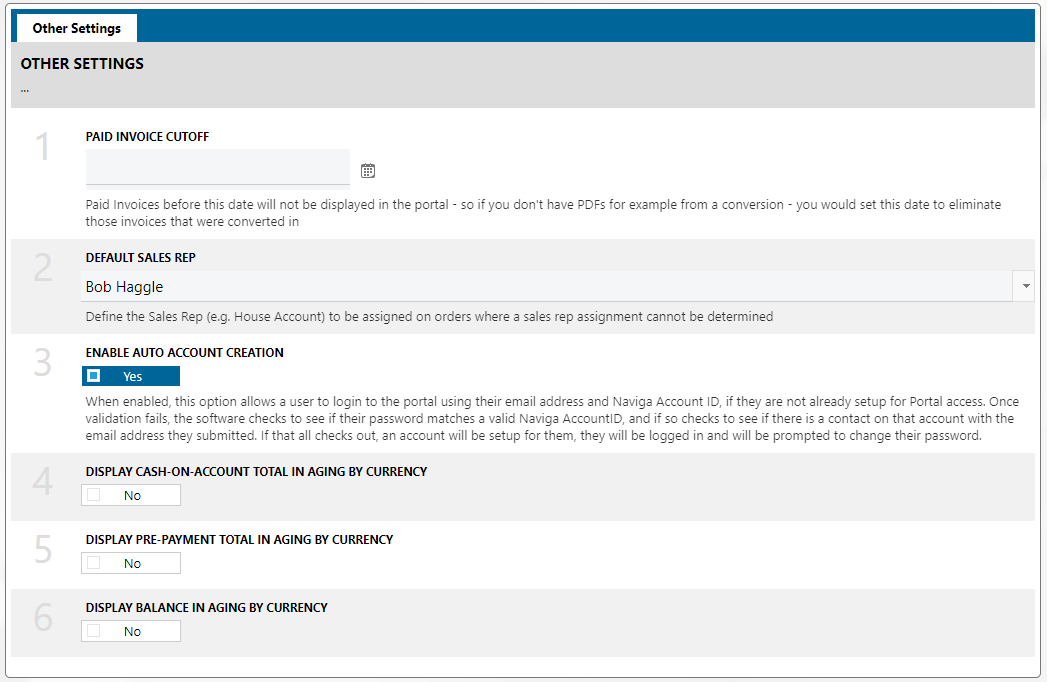 Other Settings
OTHER SETTINGS
...
1
PAID INVOICE CUTOFF
Paid Invoices before this date will not be displayed in the portal - so if you don't have PDFs for example from a conversion - you would set this date to eliminate
those invoices that were converted in
2
DEFAULT SALES REP
Bob Haggle
Define the Sales Rep (e.g. House Account) to be assigned on orders where a sales rep assignment cannot be determined
3
ENABLE AUTO ACCOUNT CREATION
Yes
When enabled, this option allows a user to login to the portal using their email address and Naviga Account ID, if they are not already setup for Portal access. Once
validation fails, the software checks to see if their password matches a valid Naviga AccountID, and if so checks to see if there is a contact on that account with the
email address they submitted. If that all checks out, an account will be setup for them, they will be logged in and will be prompted to change their password.
4
DISPLAY CASH-ON-ACCOUNT TOTAL IN AGING BY CURRENCY
No
5
DISPLAY PRE-PAYMENT TOTAL IN AGING BY CURRENCY
No
6
DISPLAY BALANCE IN AGING BY CURRENCY
No